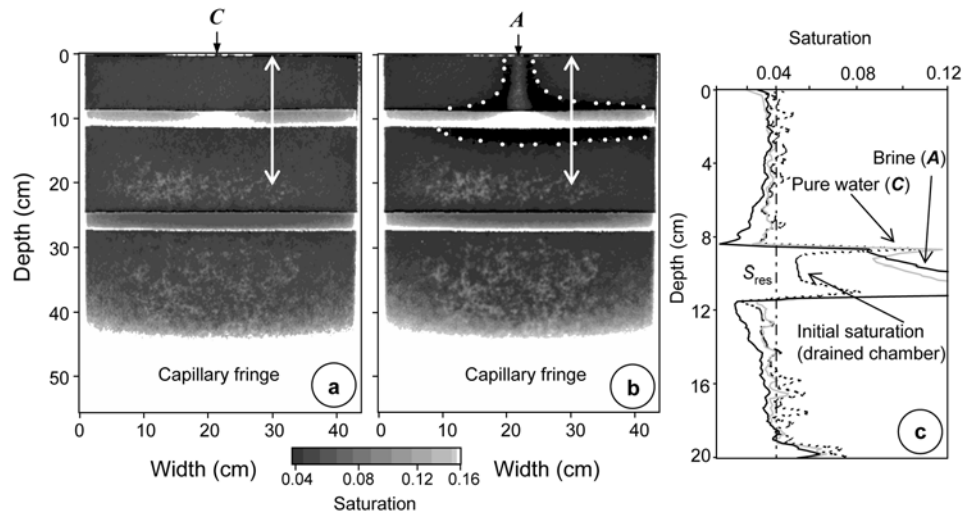 C
A
Saturation
0.04 0.08 0.12
0
10
20
30
40
50
Depth (cm)
Capillary fringe
a
0 10 20 30 40
Width (cm)
Capillary fringe
b
0 10 20 30 40
Width (cm)
0.04 0.08 0.12 0.16
Saturation
0
4
8
12
16
20
Depth (cm)
Brine (A)
Pure water (C)
Sres
Initial saturation
(drained chamber)
c